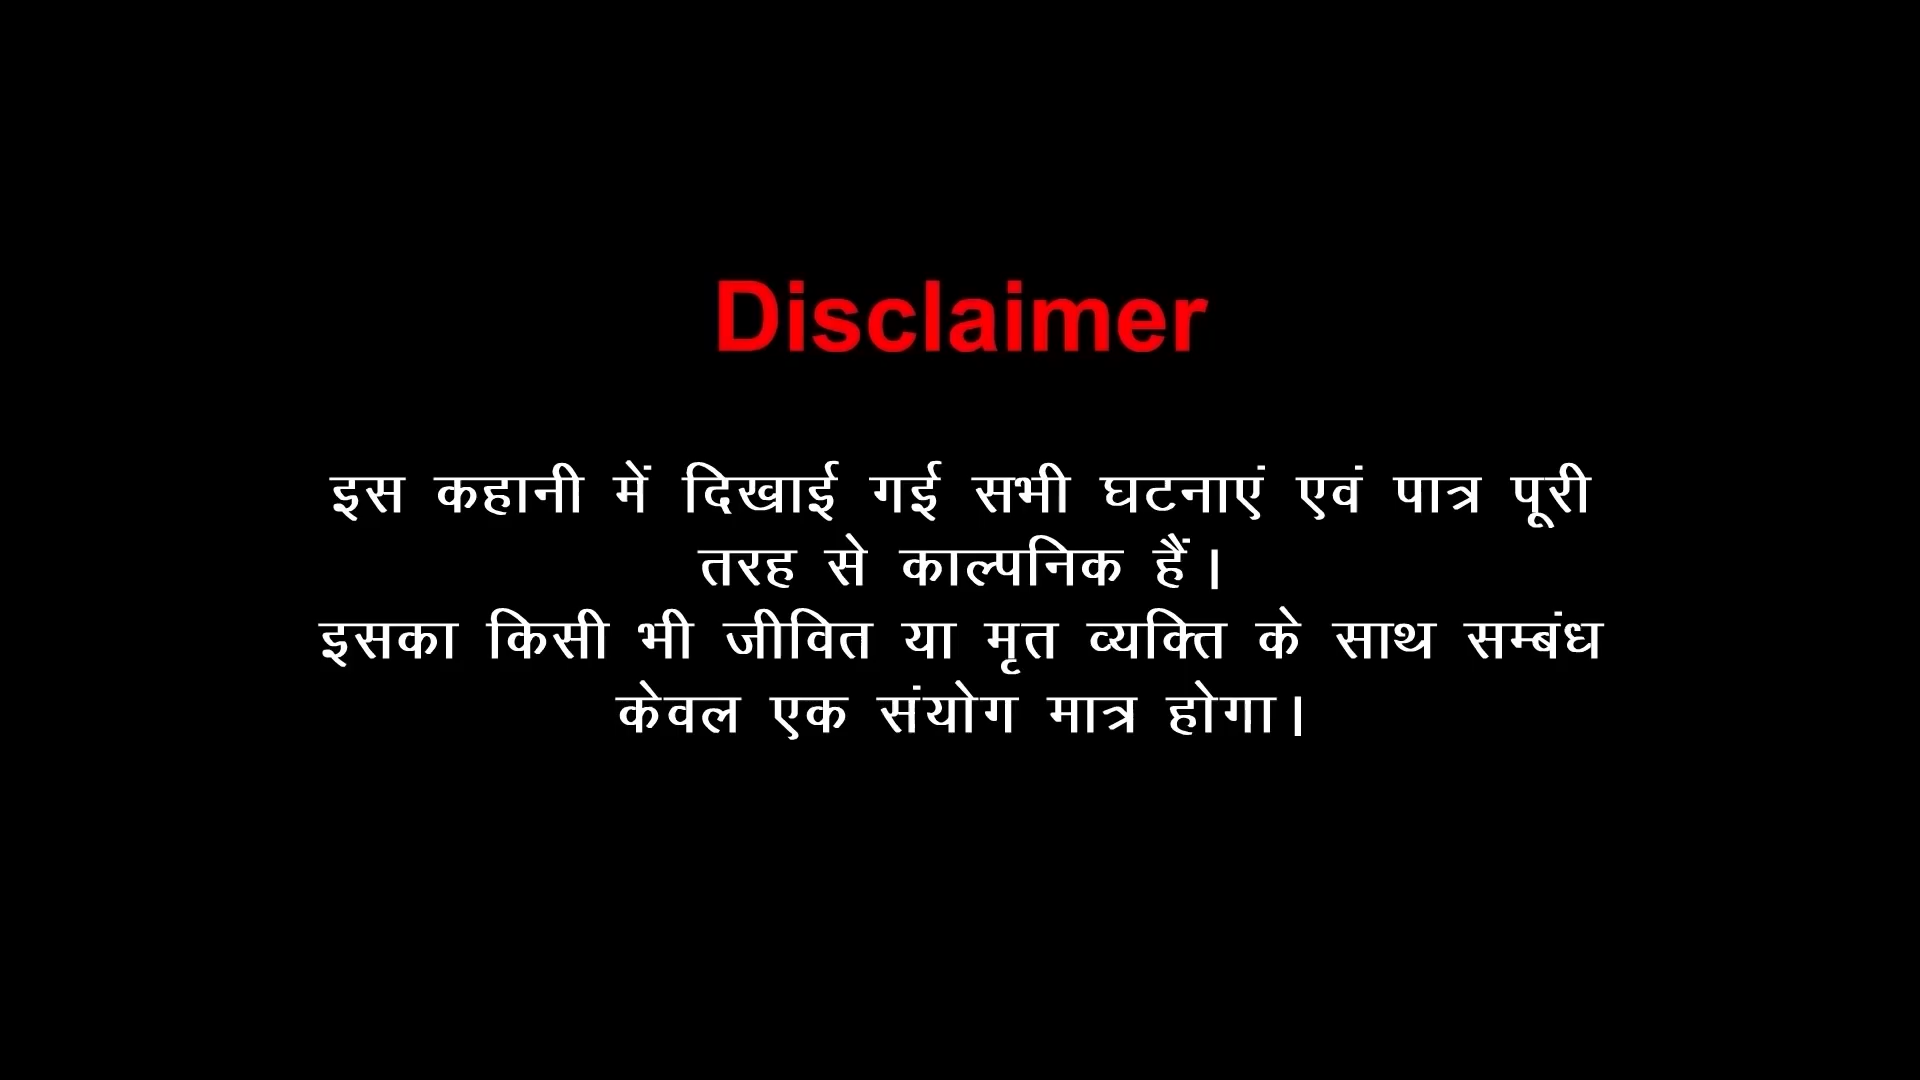 Disclaimer
इस कहानी में दिखाई गई सभी घटनाएं एवं पात्र पूरी
तरह से काल्पनिक हैं।
इसका किसी भी जीवित या मृत व्यक्ति के साथ सम्बंध
केवल एक संयोग मात्र होगा।